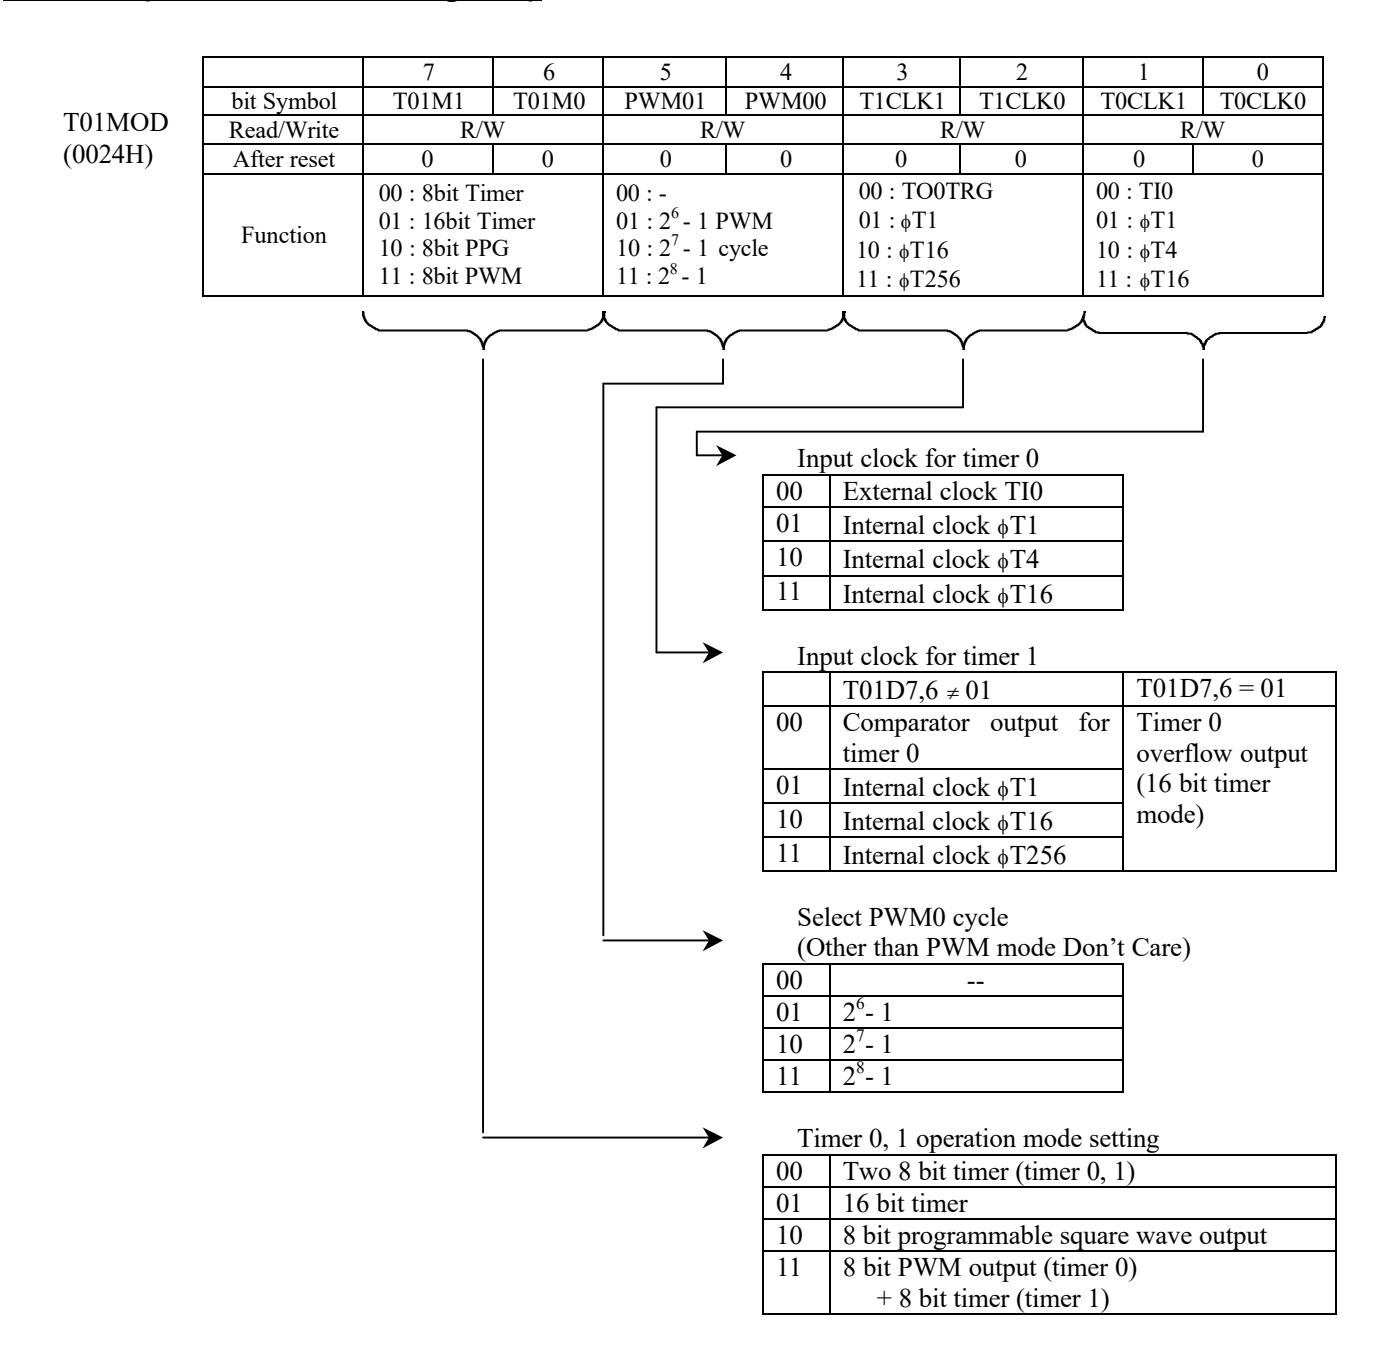 7 6 5 4 3 2 1 0
bit Symbol T01M1 T01M0 PWM01 PWM00 T1CLK1 T1CLK0 T0CLK1 T0CLK0
T01MOD
(0024H)
Read/Write R/W R/W R/W R/W
After reset 0 0 0 0 0 0 0 0
Function
00 : 8bit Timer
01 : 16bit Timer
10 : 8bit PPG
11 : 8bit PWM
00 : -
01 : 2⁶ - 1 PWM
10 : 2⁷ - 1 cycle
11 : 2⁸ - 1
00 : TO0TRG
01 : ϕT1
10 : ϕT16
11 : ϕT256
00 : TI0
01 : ϕT1
10 : ϕT4
11 : ϕT16
Input clock for timer 0
00 External clock TI0
01 Internal clock ϕT1
10 Internal clock ϕT4
11 Internal clock ϕT16
Input clock for timer 1
T01D7,6 ≠ 01 T01D7,6 = 01
00 Comparator output for
timer 0
01 Internal clock ϕT1
10 Internal clock ϕT16
11 Internal clock ϕT256
Timer 0
overflow output
(16 bit timer
mode)
Select PWM0 cycle
(Other than PWM mode Don’t Care)
00 --
01 2⁶- 1
10 2⁷- 1
11 2⁸- 1
Timer 0, 1 operation mode setting
00 Two 8 bit timer (timer 0, 1)
01 16 bit timer
10 8 bit programmable square wave output
11 8 bit PWM output (timer 0)
+ 8 bit timer (timer 1)